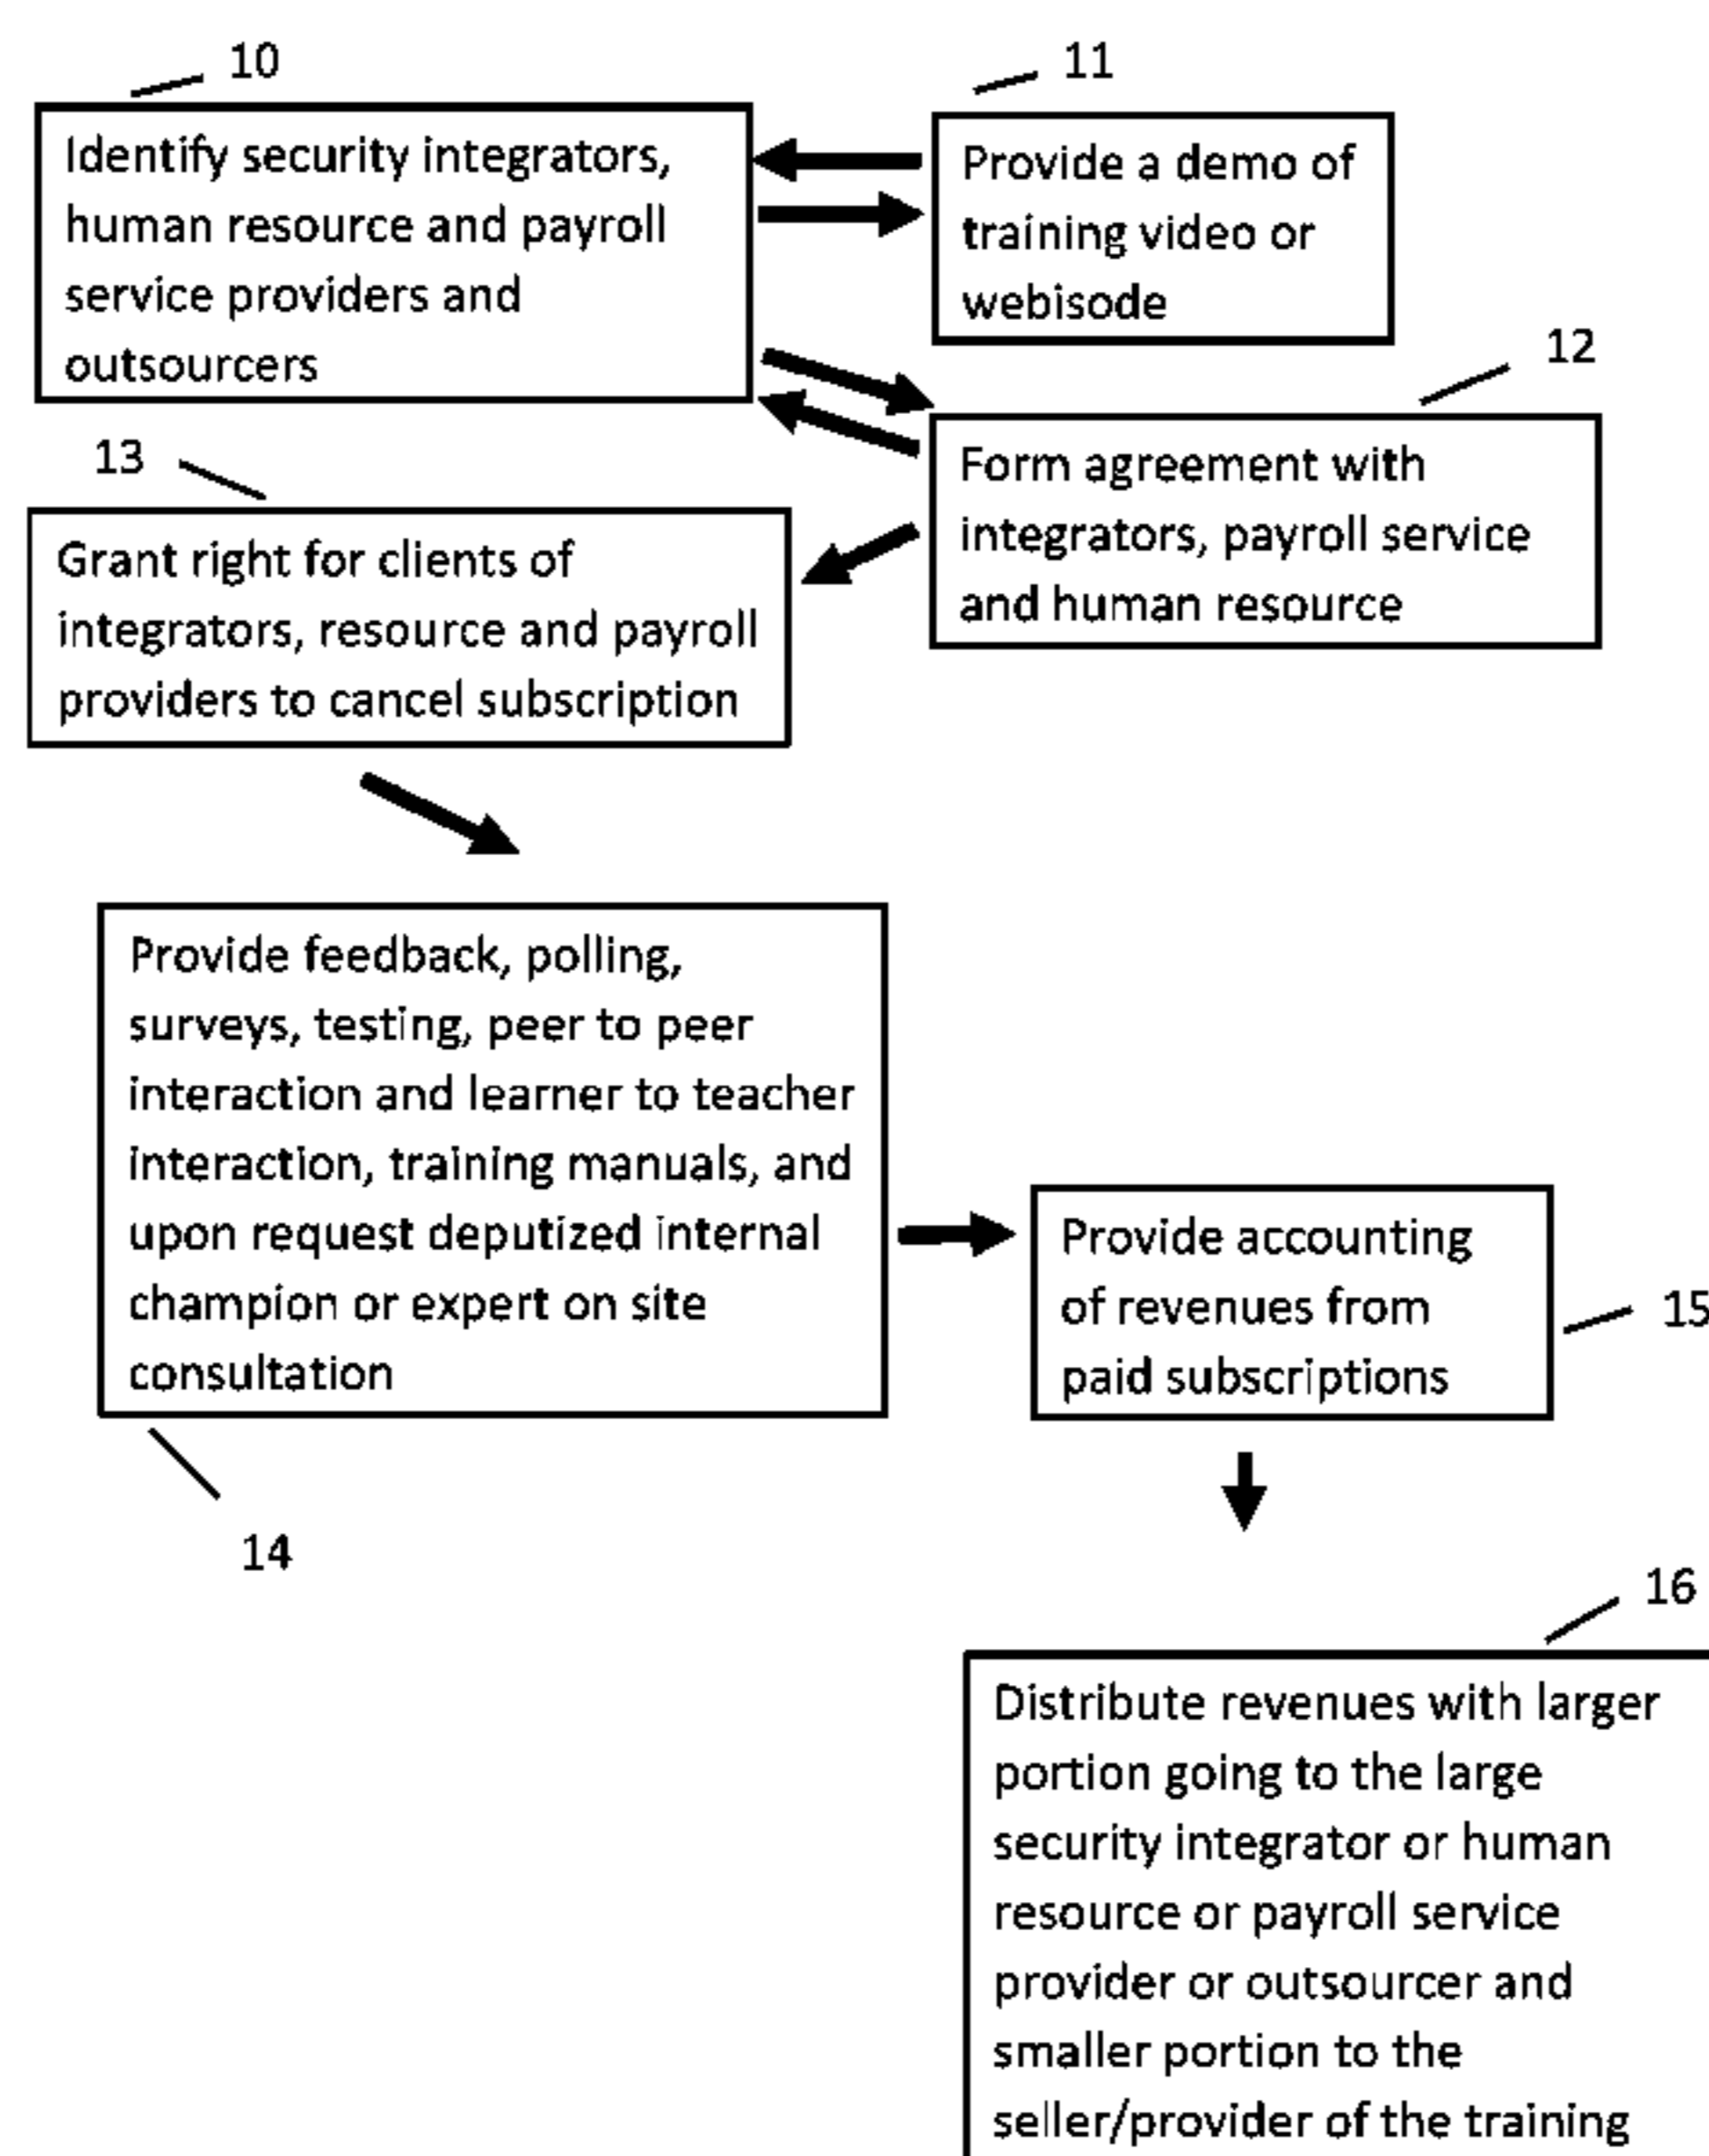 10
Identify security integrators,
human resource and payroll
service providers and
outsourcers
11
Provide a demo of
training video or
webisode
12
Form agreement with
integrators, payroll service
and human resource
13
Grant right for clients of
integrators, resource and payroll
providers to cancel subscription
Provide feedback, polling,
surveys, testing, peer to peer
interaction and learner to teacher
interaction, training manuals, and
upon request deputized internal
champion or expert on site
consultation
14
Provide accounting
of revenues from
paid subscriptions
15
16
Distribute revenues with larger
portion going to the large
security integrator or human
resource or payroll service
provider or outsourcer and
smaller portion to the
seller/provider of the training